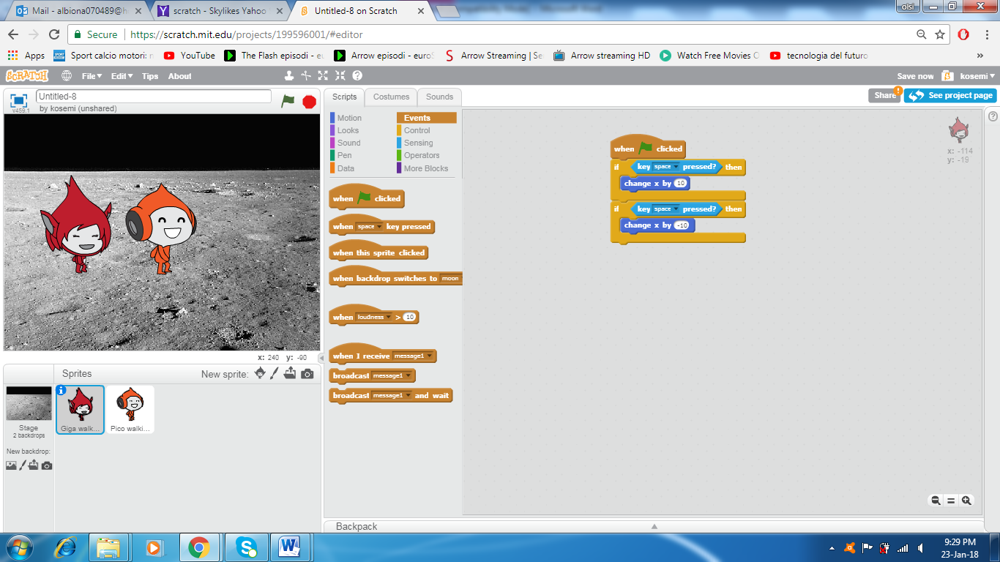 Mail - albiona070489@h
scratch - Skylikes Yahoo
Untitled-8 on Scratch
olsi
Secure
https://scratch.mit.edu/projects/199596001/#editor
Apps
Sport calcio motori:
YouTube
The Flash episodi - eu
Arrow episodi - euroS
Arrow Streaming | Se
Arrow streaming HD
Watch Free Movies O
tecnologia del futuro
»
SCRATCH
File
Edit
Tips
About
Save now
kosemi
Untitled-8
by kosemi (unshared)
v459.1
Scripts
Costumes
Sounds
Share
See project page
Motion
Events
Looks
Control
Sound
Sensing
Pen
Operators
Data
More Blocks
when clicked
when space key pressed
when this sprite clicked
when backdrop switches to moon
when loudness > 10
when I receive message1
broadcast message1
broadcast message1 and wait
when clicked
if key space pressed? then
change x by 10
if key space pressed? then
change x by -10
x: -114
y: -19
x: 240 y: -90
Sprites
New sprite:
Stage
2 backdrops
New backdrop:
Giga walk...
Pico walki...
Backpack
9:29 PM
23-Jan-18